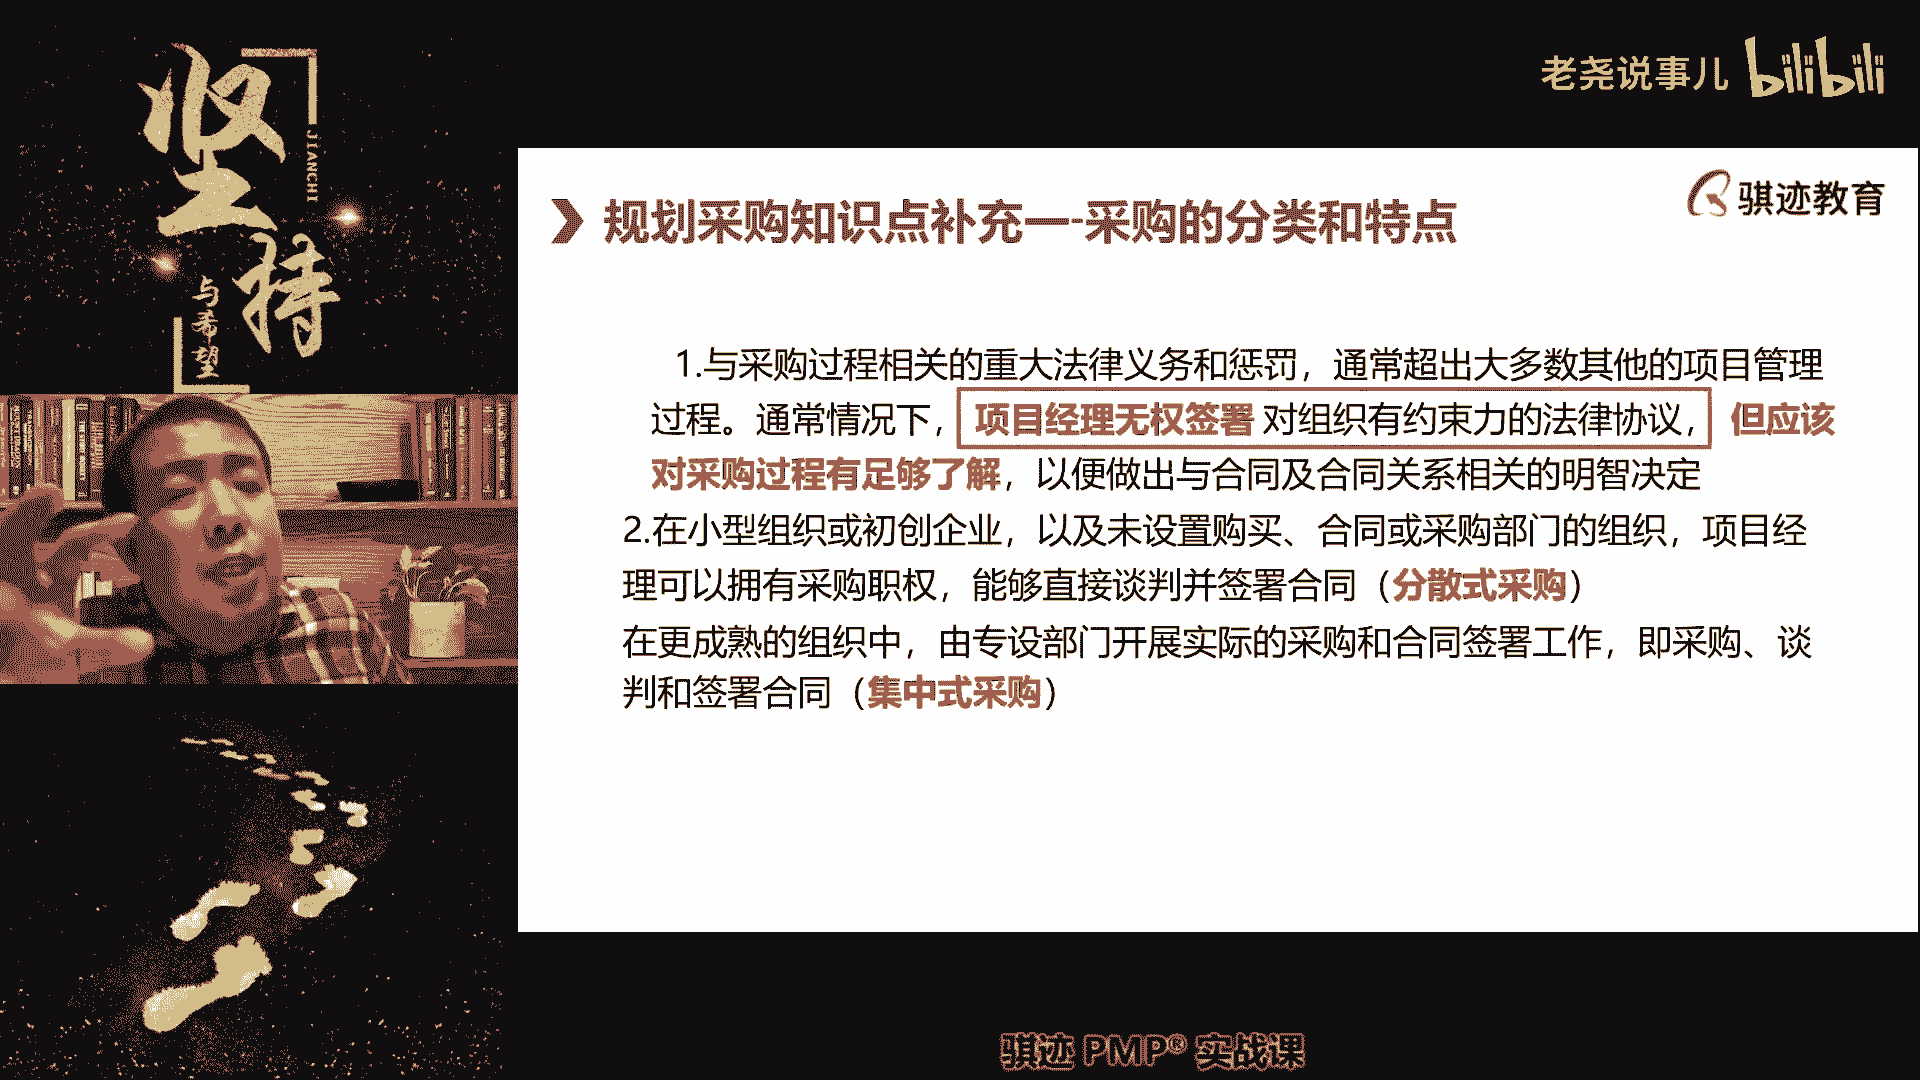 坚持
JIANCHI
与希望
老尧说事儿 bilibili
骐迹教育
规划采购知识点补充一-采购的分类和特点
1.与采购过程相关的重大法律义务和惩罚，通常超出大多数其他的项目管理
过程。通常情况下，项目经理无权签署 对组织有约束力的法律协议，但应该
对采购过程有足够了解，以便做出与合同及合同关系相关的明智决定
2.在小型组织或初创企业，以及未设置购买、合同或采购部门的组织，项目经
理可以拥有采购职权，能够直接谈判并签署合同（分散式采购）
在更成熟的组织中，由专设部门开展实际的采购和合同签署工作，即采购、谈
判和签署合同（集中式采购）
骐迹 PMP® 实战课